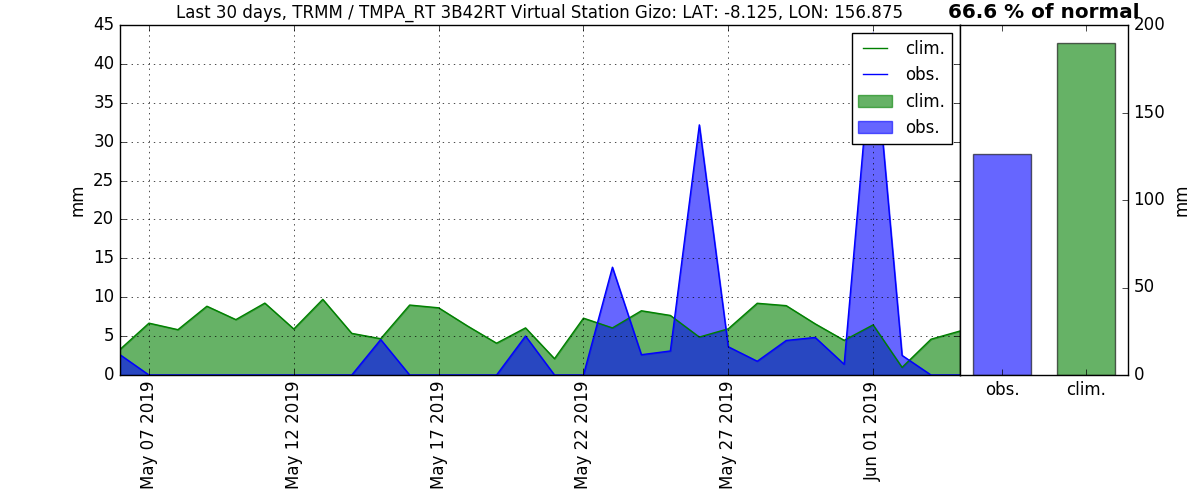 Last 30 days, TRMM / TMPA_RT 3B42RT Virtual Station Gizo: LAT: -8.125, LON: 156.875
66.6 % of normal
45
40
35
30
25
20
15
10
5
0
mm
clim.
obs.
clim.
obs.
May 07 2019
May 12 2019
May 17 2019
May 22 2019
May 27 2019
Jun 01 2019
200
150
100
50
0
mm
obs.
clim.